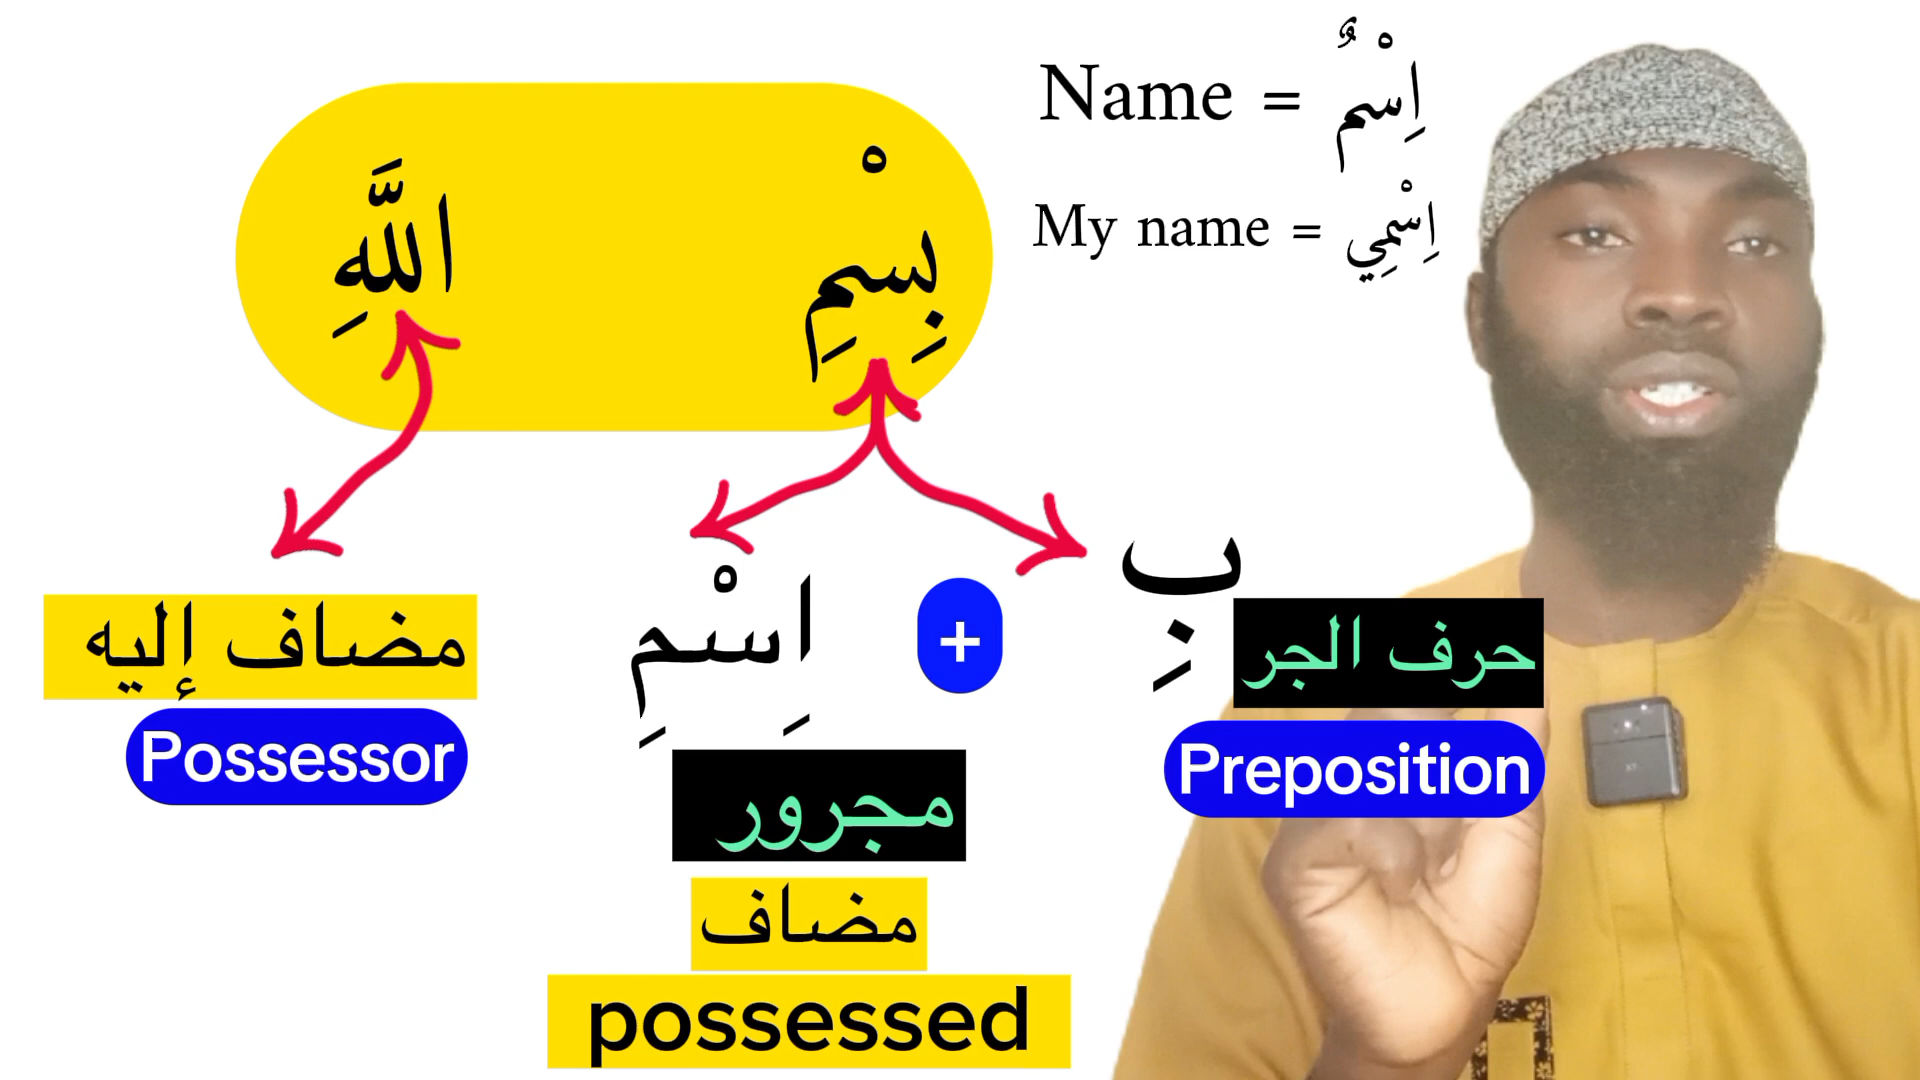 Name = اِسْمٌ
My name = اِسْمِي
بِسْمِ اللَّهِ
بِ + اِسْمِ
حرف الجر
Preposition
مجرور
مضاف
possessed
مضاف إليه
Possessor